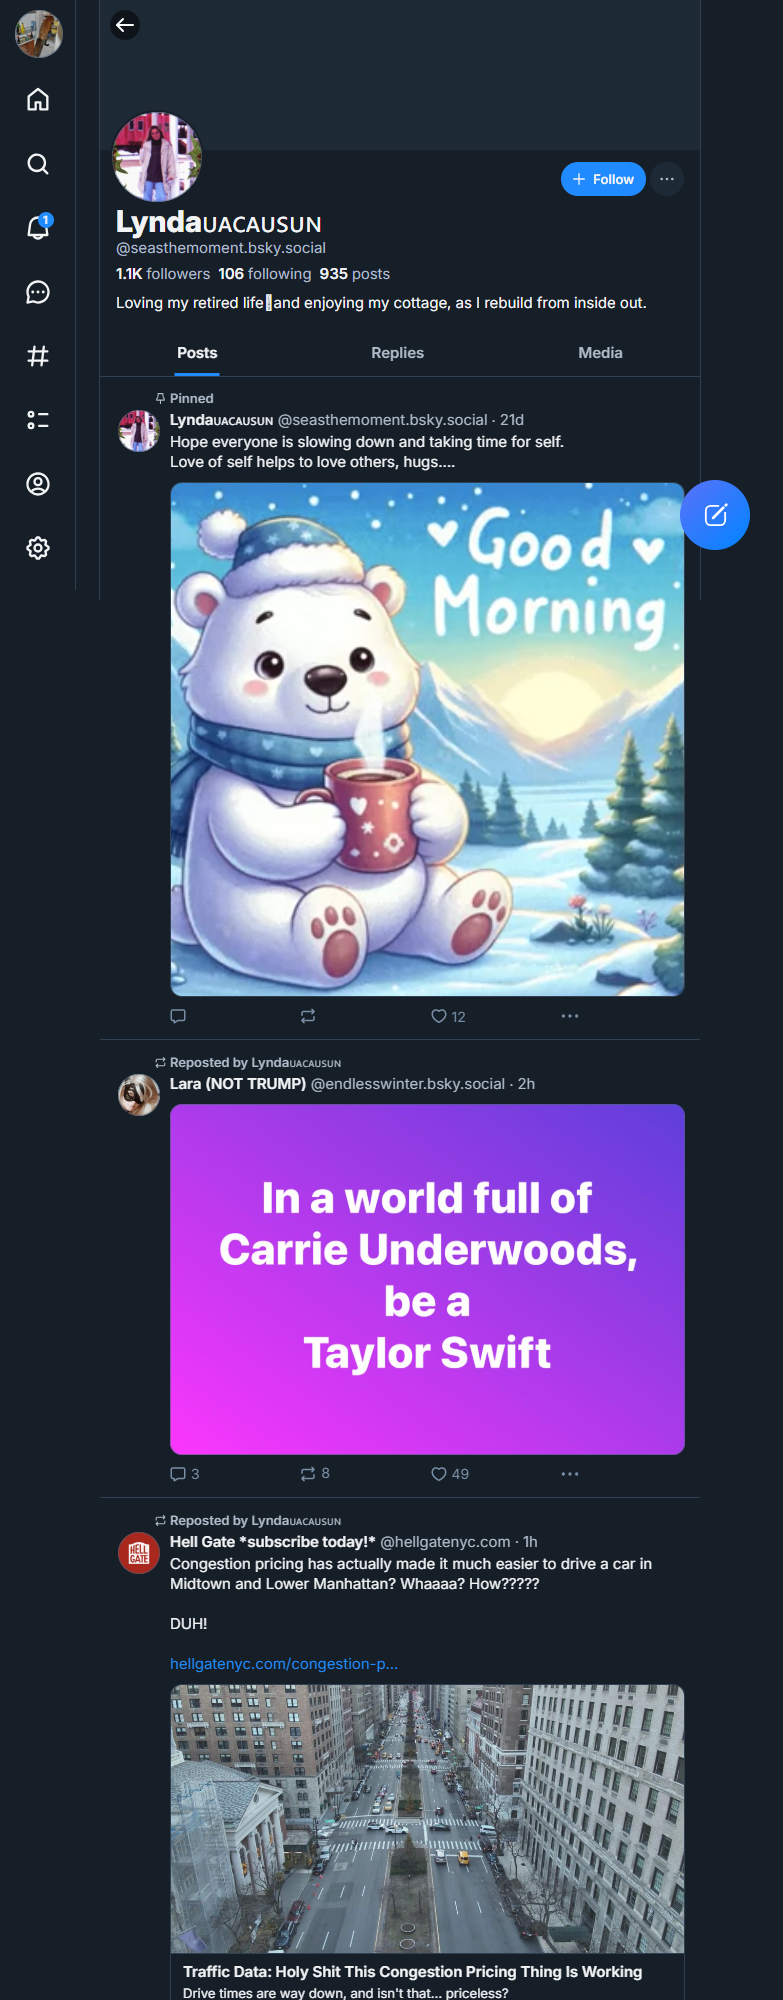 1
+ Follow
LyndaUACAUSUN
@seasthemoment.bsky.social
1.1K followers 106 following 935 posts
Loving my retired life and enjoying my cottage, as I rebuild from inside out.
Posts Replies Media
Pinned
LyndaUACAUSUN @seasthemoment.bsky.social · 21d
Hope everyone is slowing down and taking time for self.
Love of self helps to love others, hugs....
Good
Morning
12
Reposted by LyndaUACAUSUN
Lara (NOT TRUMP) @endlesswinter.bsky.social · 2h
In a world full of
Carrie Underwoods,
be a
Taylor Swift
3 8 49
Reposted by LyndaUACAUSUN
HELL
GATE
Hell Gate *subscribe today!* @hellgatenyc.com · 1h
Congestion pricing has actually made it much easier to drive a car in
Midtown and Lower Manhattan? Whaaaa? How?????
DUH!
hellgatenyc.com/congestion-p...
Traffic Data: Holy Shit This Congestion Pricing Thing Is Working
Drive times are way down, and isn't that... priceless?